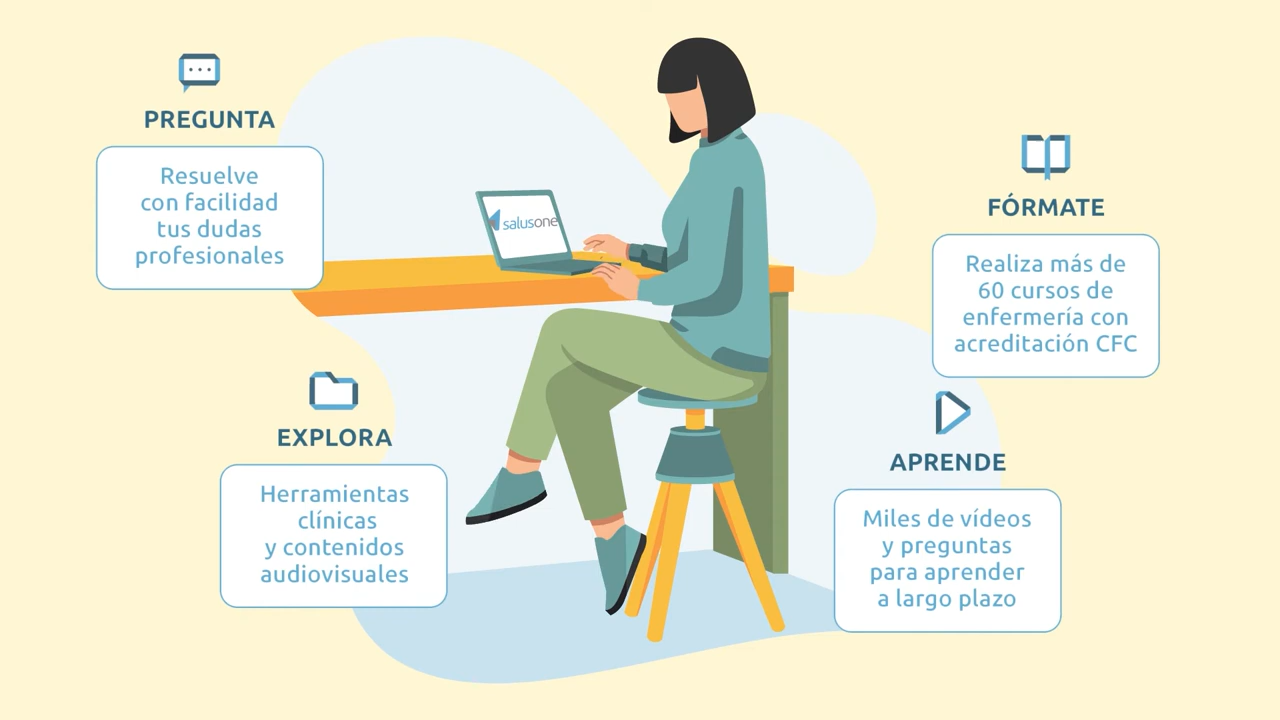 PREGUNTA
Resuelve
con facilidad
tus dudas
profesionales
salusone
FÓRMATE
Realiza más de
60 cursos de
enfermería con
acreditación CFC
EXPLORA
Herramientas
clínicas
y contenidos
audiovisuales
APRENDE
Miles de vídeos
y preguntas
para aprender
a largo plazo